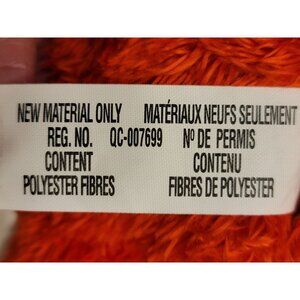 NEW MATERIAL ONLY MATÉRIAUX NEUFS SEULEMENT
REG. NO. QC-007699 Nº DE PERMIS
CONTENT CONTENU
POLYESTER FIBRES FIBRES DE POLYESTER